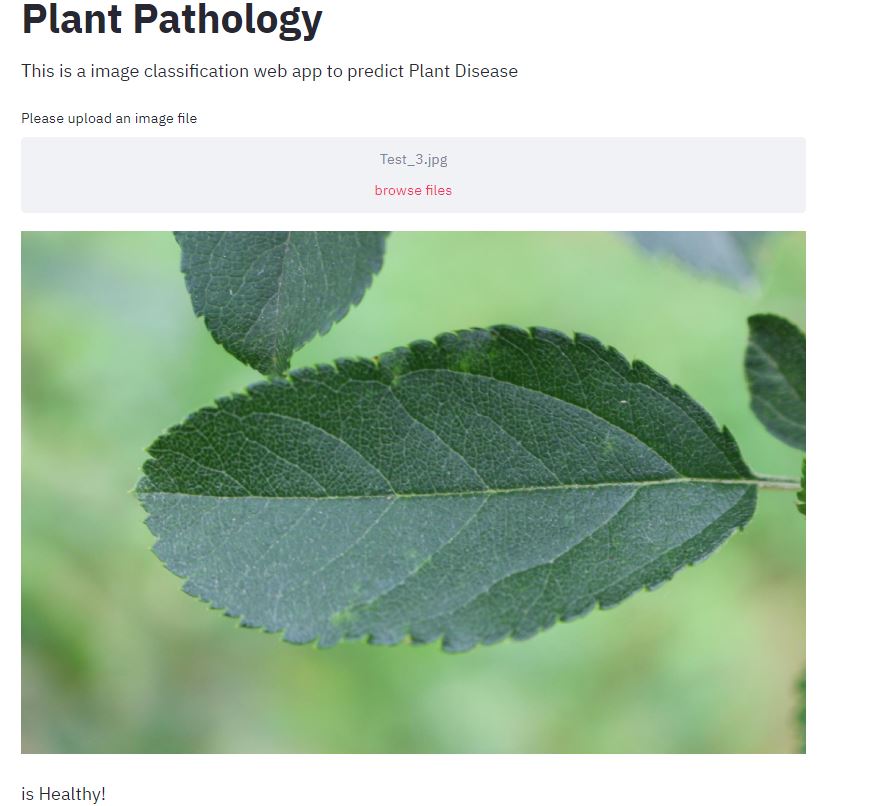 Plant Pathology
This is a image classification web app to predict Plant Disease
Please upload an image file
Test_3.jpg
browse files
is Healthy!